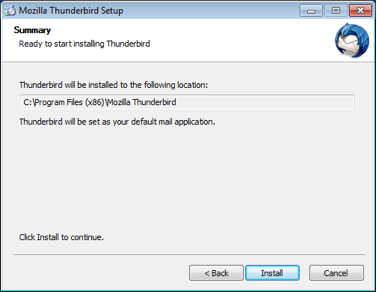 Mozilla Thunderbird Setup
Summary
Ready to start installing Thunderbird
Thunderbird will be installed to the following location:
C:\Program Files (x86)\Mozilla Thunderbird
Thunderbird will be set as your default mail application.
Click Install to continue.
< Back Install Cancel